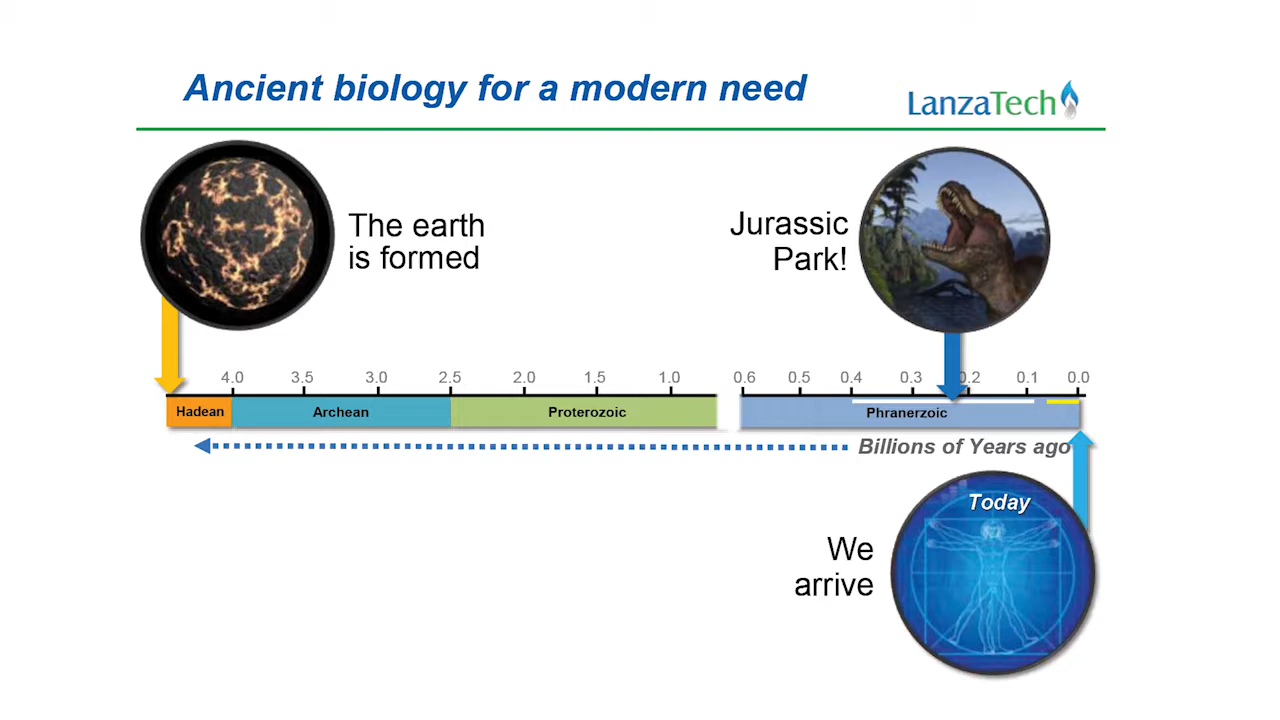 Ancient biology for a modern need
LanzaTech
The earth
is formed
Jurassic
Park!
4.0 3.5 3.0 2.5 2.0 1.5 1.0 0.6 0.5 0.4 0.3 0.2 0.1 0.0
Hadean Archean Proterozoic Phranerzoic
Billions of Years ago
Today
We
arrive